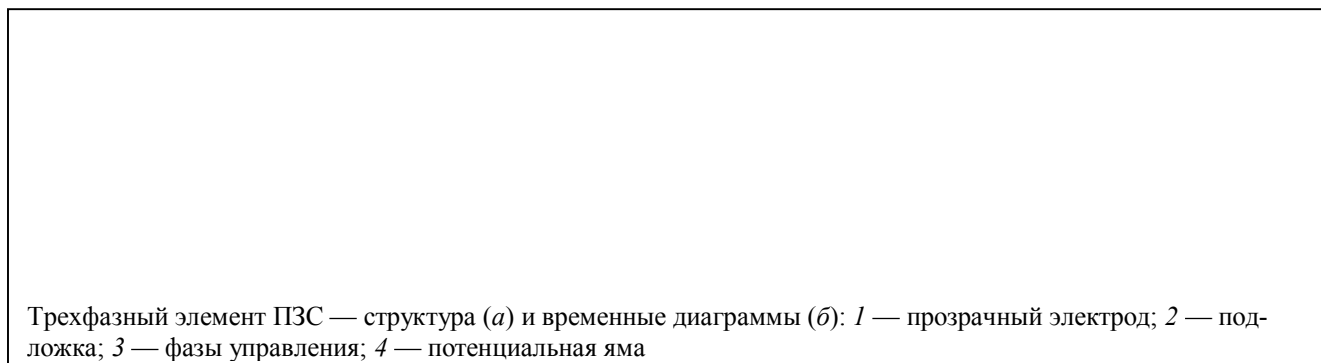 Трехфазный элемент ПЗС — структура (а) и временные диаграммы (б): 1 — прозрачный электрод; 2 — под-
ложка; 3 — фазы управления; 4 — потенциальная яма